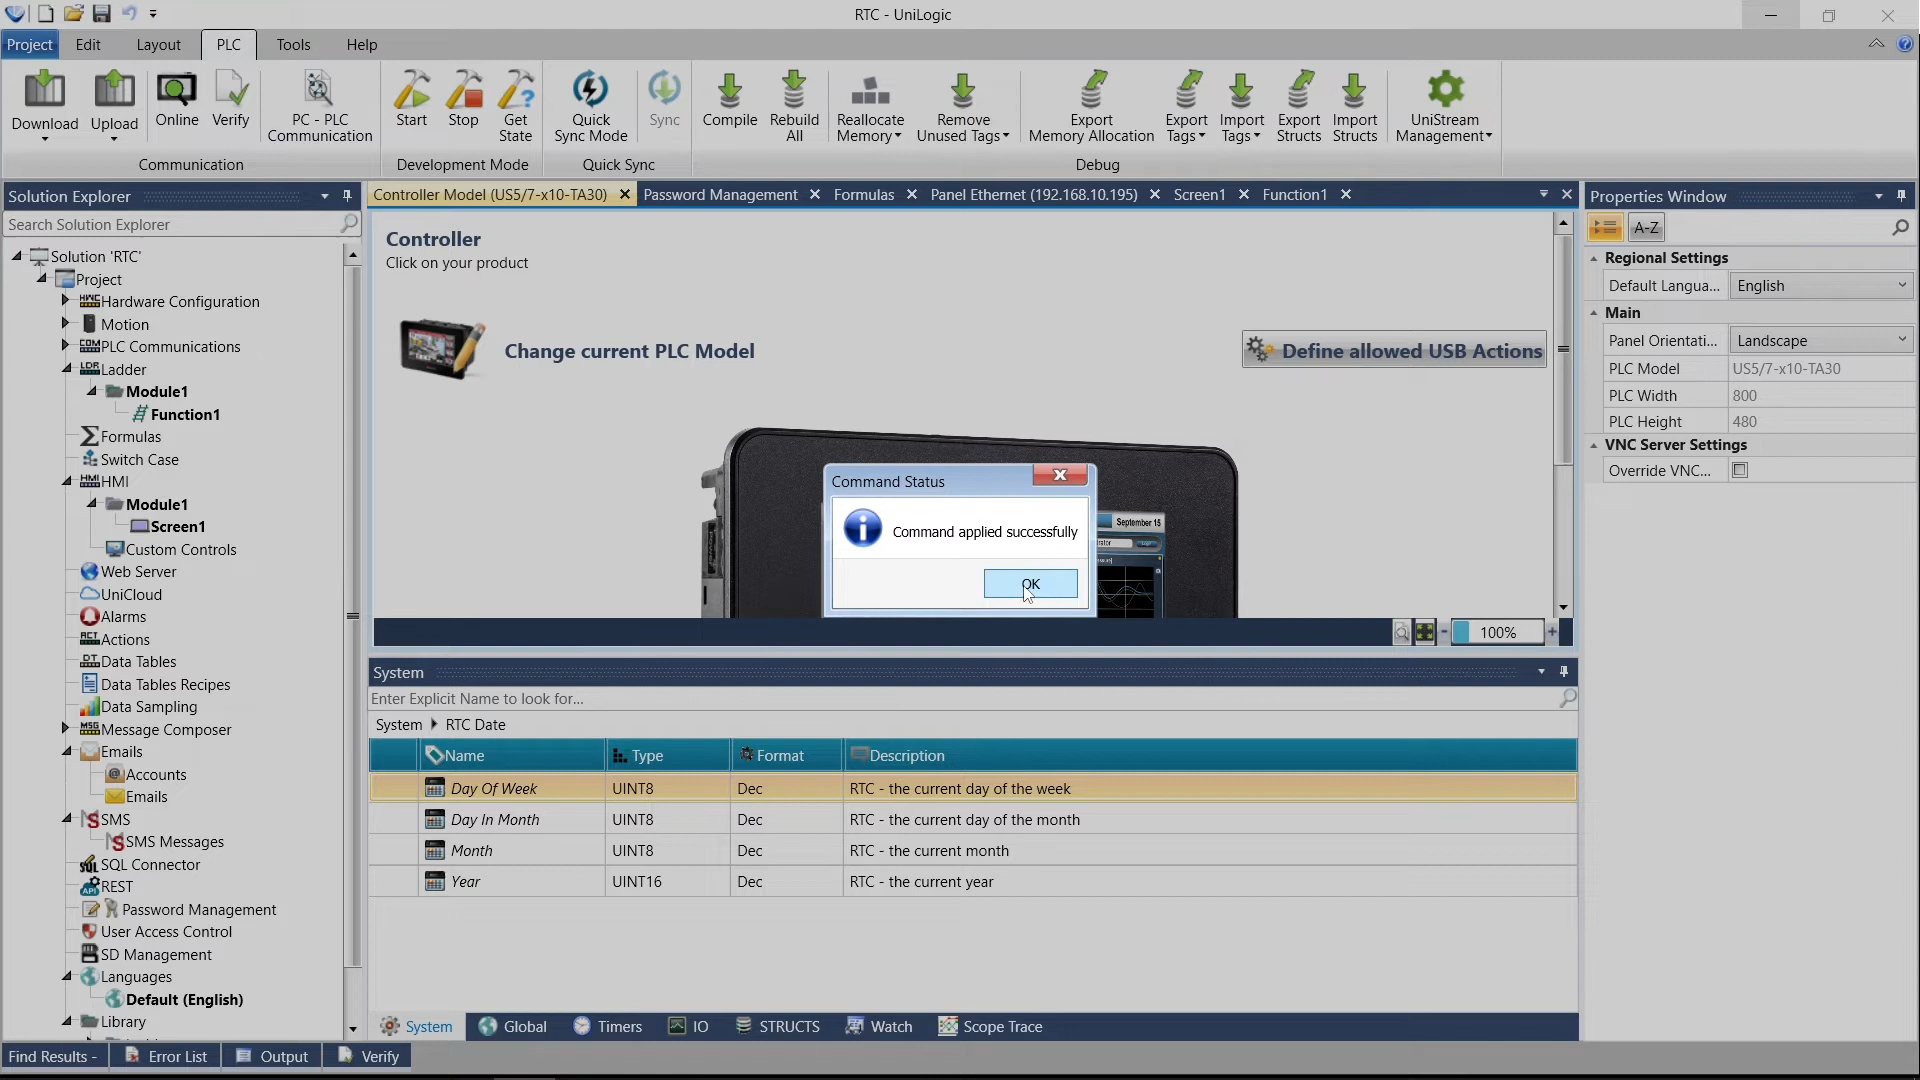 RTC - UniLogic
Project Edit Layout PLC Tools Help
Download Upload Online Verify PC - PLC Communication
Communication
Start Stop Get State
Development Mode
Quick Sync Mode Sync
Quick Sync
Compile Rebuild All Reallocate Memory Remove Unused Tags Export Memory Allocation Export Tags Import Tags Export Structs Import Structs UniStream Management
Debug
Solution Explorer
Search Solution Explorer
Solution 'RTC'
Project
HWC Hardware Configuration
Motion
COM PLC Communications
LDR Ladder
Module1
Function1
Formulas
Switch Case
HMI HMI
Module1
Screen1
Custom Controls
Web Server
UniCloud
Alarms
ACT Actions
DT Data Tables
Data Tables Recipes
Data Sampling
MSG Message Composer
Emails
Accounts
Emails
SMS
SMS Messages
SQL SQL Connector
API REST
Password Management
User Access Control
SD Management
Languages
Default (English)
Library
Controller Model (US5/7-x10-TA30) Password Management Formulas Panel Ethernet (192.168.10.195) Screen1 Function1
Controller
Click on your product
Change current PLC Model
Define allowed USB Actions
September 15
Command Status
Command applied successfully
OK
100%
System
Enter Explicit Name to look for...
System RTC Date
Name Type Format Description
Day Of Week UINT8 Dec RTC - the current day of the week
Day In Month UINT8 Dec RTC - the current day of the month
Month UINT8 Dec RTC - the current month
Year UINT16 Dec RTC - the current year
System Global Timers IO STRUCTS Watch Scope Trace
Properties Window
A-Z
Regional Settings
Default Langua... English
Main
Panel Orientati... Landscape
PLC Model US5/7-x10-TA30
PLC Width 800
PLC Height 480
VNC Server Settings
Override VNC...
Find Results - Error List Output Verify